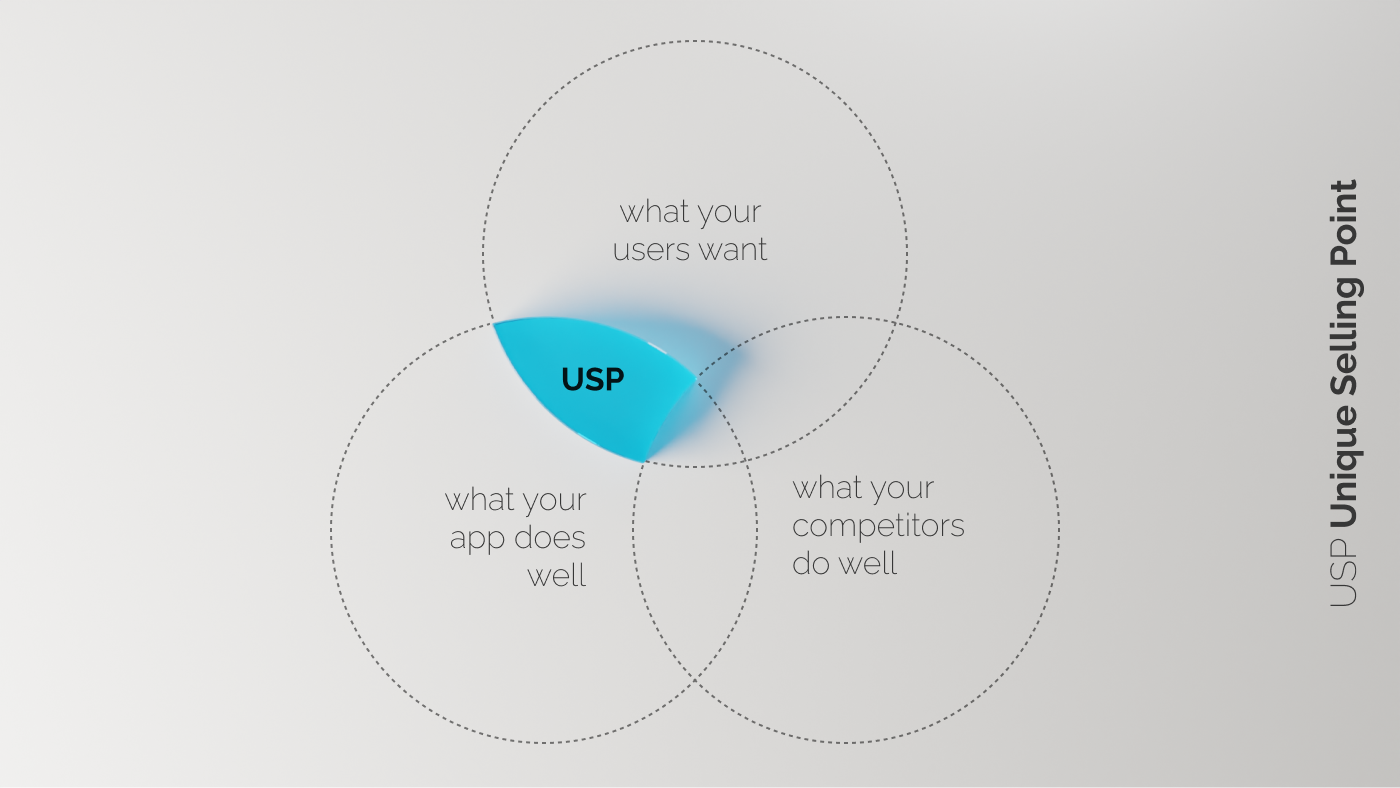 what your
users want
USP
what your
app does
well
what your
competitors
do well
USP Unique Selling Point